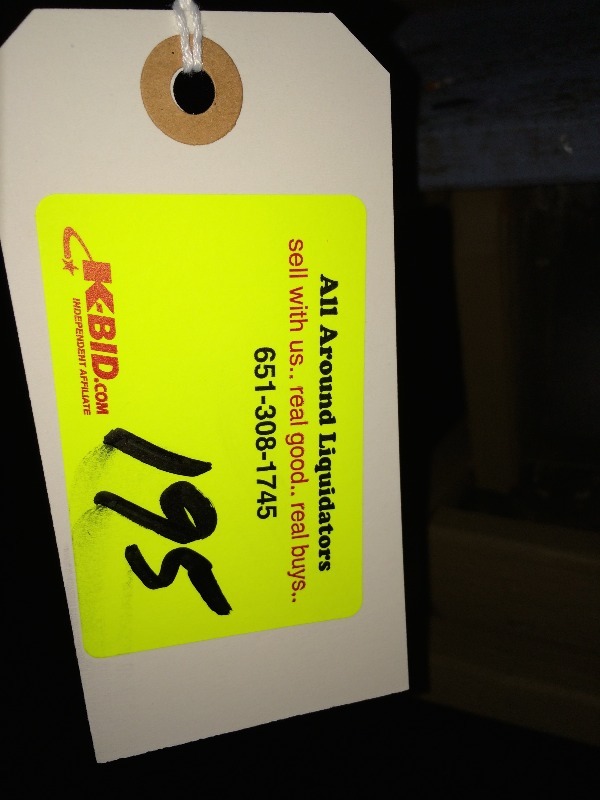 All Around Liquidators
sell with us.. real good.. real buys..
651-308-1745
K-BID.COM
INDEPENDENT AFFILIATE
195